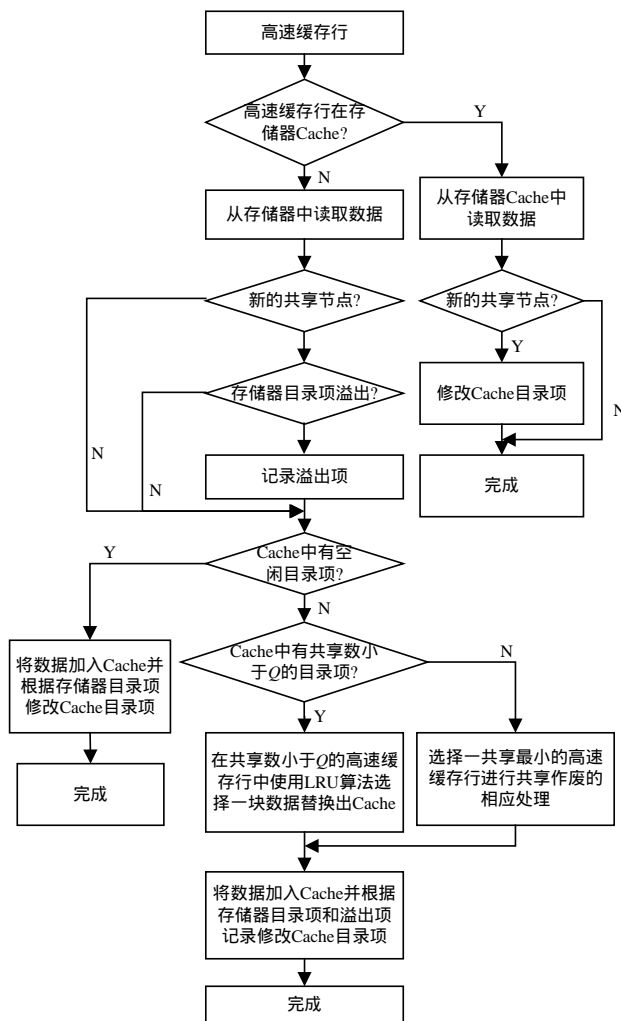 高速缓存行
高速缓存行在存
储器Cache?
Y
N
从存储器中读取数据
从存储器Cache中
读取数据
新的共享节点?
新的共享节点?
Y
存储器目录项溢出?
修改Cache目录项
N
N
记录溢出项
N
完成
Cache中有空
闲目录项?
Y
N
Cache中有共享数小
于Q的目录项?
N
将数据加入Cache并
根据存储器目录项
修改Cache目录项
Y
在共享数小于Q的高速缓
存行中使用LRU算法选
择一块数据替换出Cache
选择一共享最小的高速
缓存行进行共享作废的
相应处理
完成
将数据加入Cache并根据
存储器目录项和溢出项
记录修改Cache目录项
完成